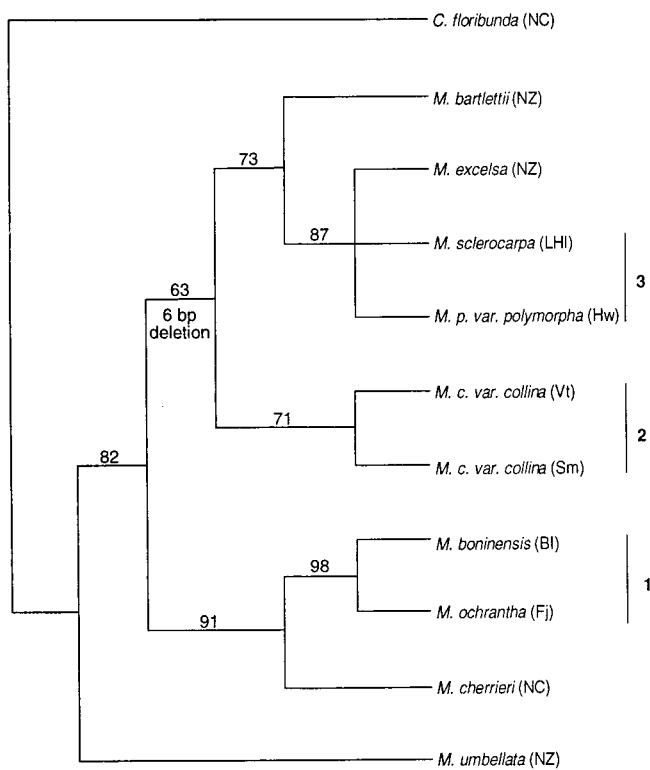 C. floribunda (NC)
M. bartlettii (NZ)
73
M. excelsa (NZ)
87
M. sclerocarpa (LHI)
3
63
6 bp
deletion
M. p. var. polymorpha (Hw)
M. c. var. collina (Vt)
71
2
82
M. c. var. collina (Sm)
M. boninensis (BI)
98
1
M. ochrantha (Fj)
91
M. cherrieri (NC)
M. umbellata (NZ)